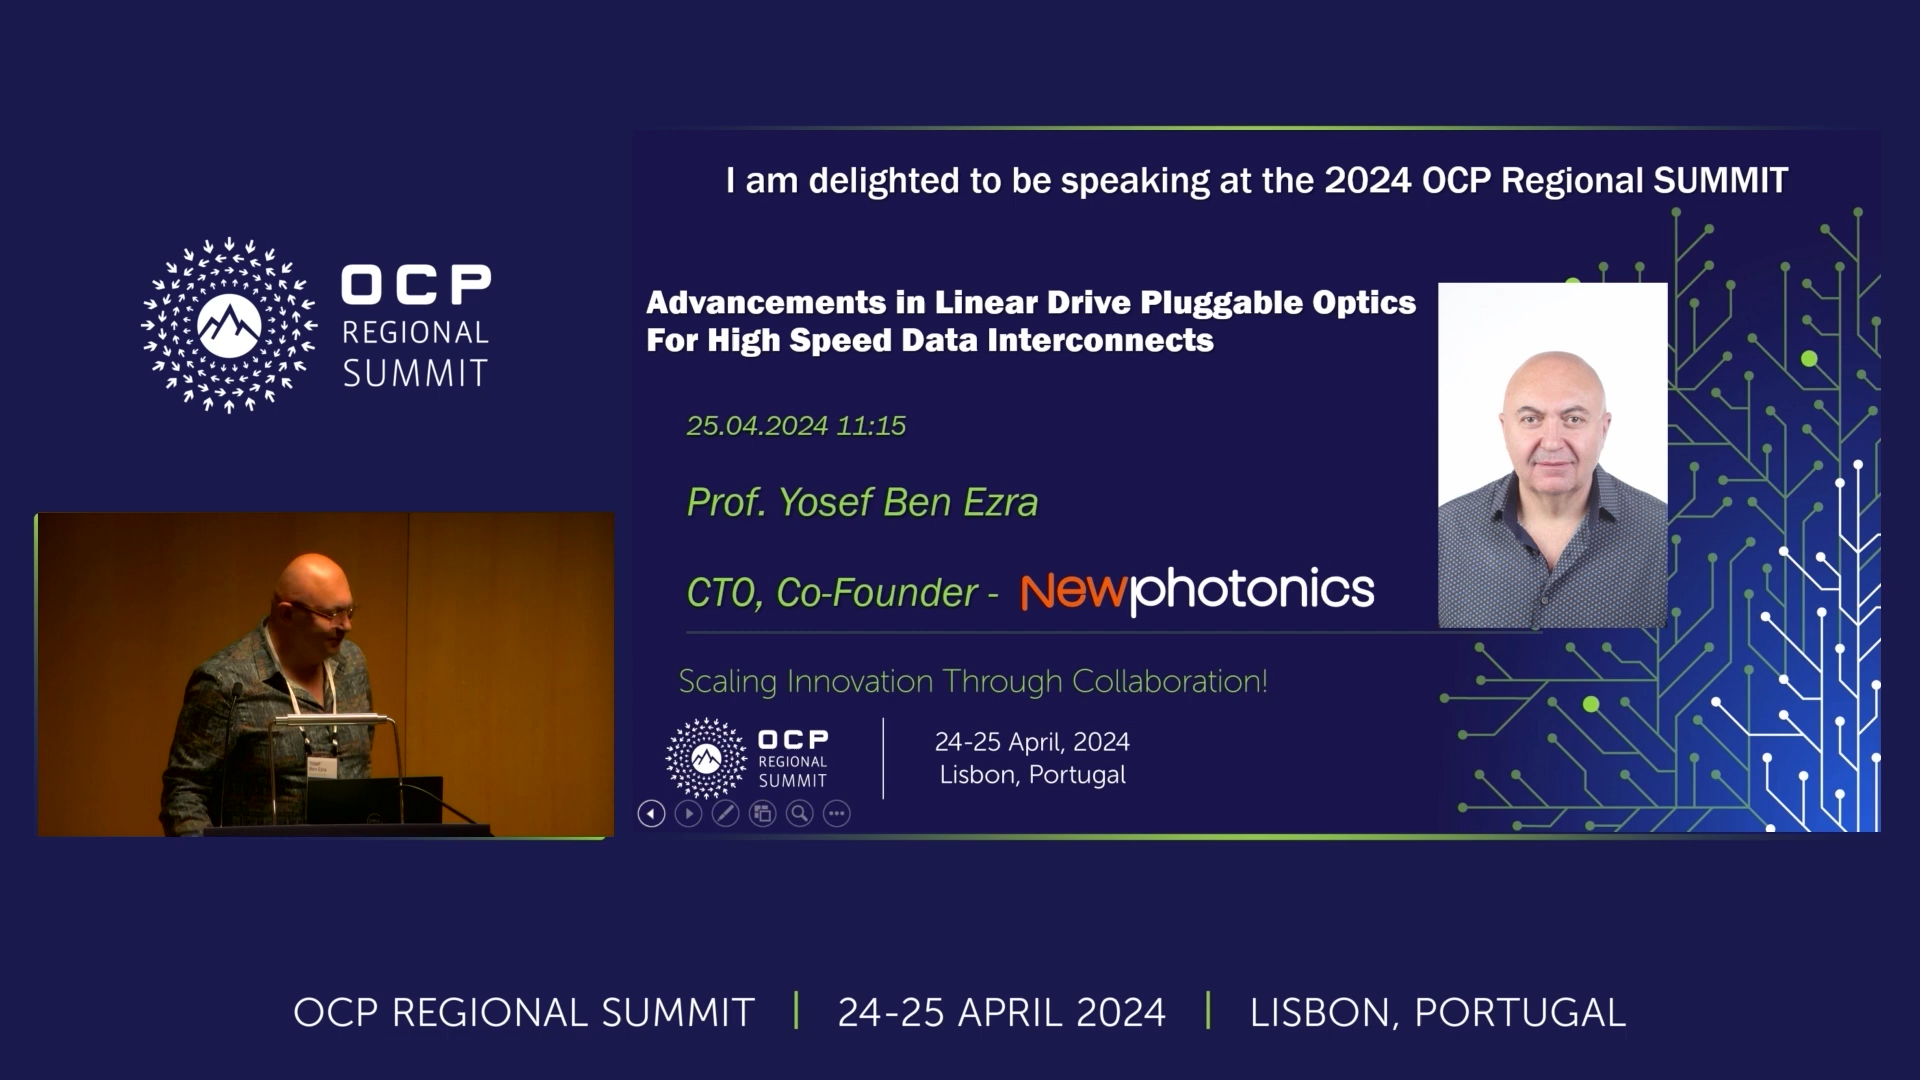 OCP
REGIONAL
SUMMIT
I am delighted to be speaking at the 2024 OCP Regional SUMMIT
Advancements in Linear Drive Pluggable Optics
For High Speed Data Interconnects
25.04.2024 11:15
Prof. Yosef Ben Ezra
CTO, Co-Founder - Newphotonics
Scaling Innovation Through Collaboration!
OCP
REGIONAL
SUMMIT
24-25 April, 2024
Lisbon, Portugal
OCP REGIONAL SUMMIT | 24-25 APRIL 2024 | LISBON, PORTUGAL